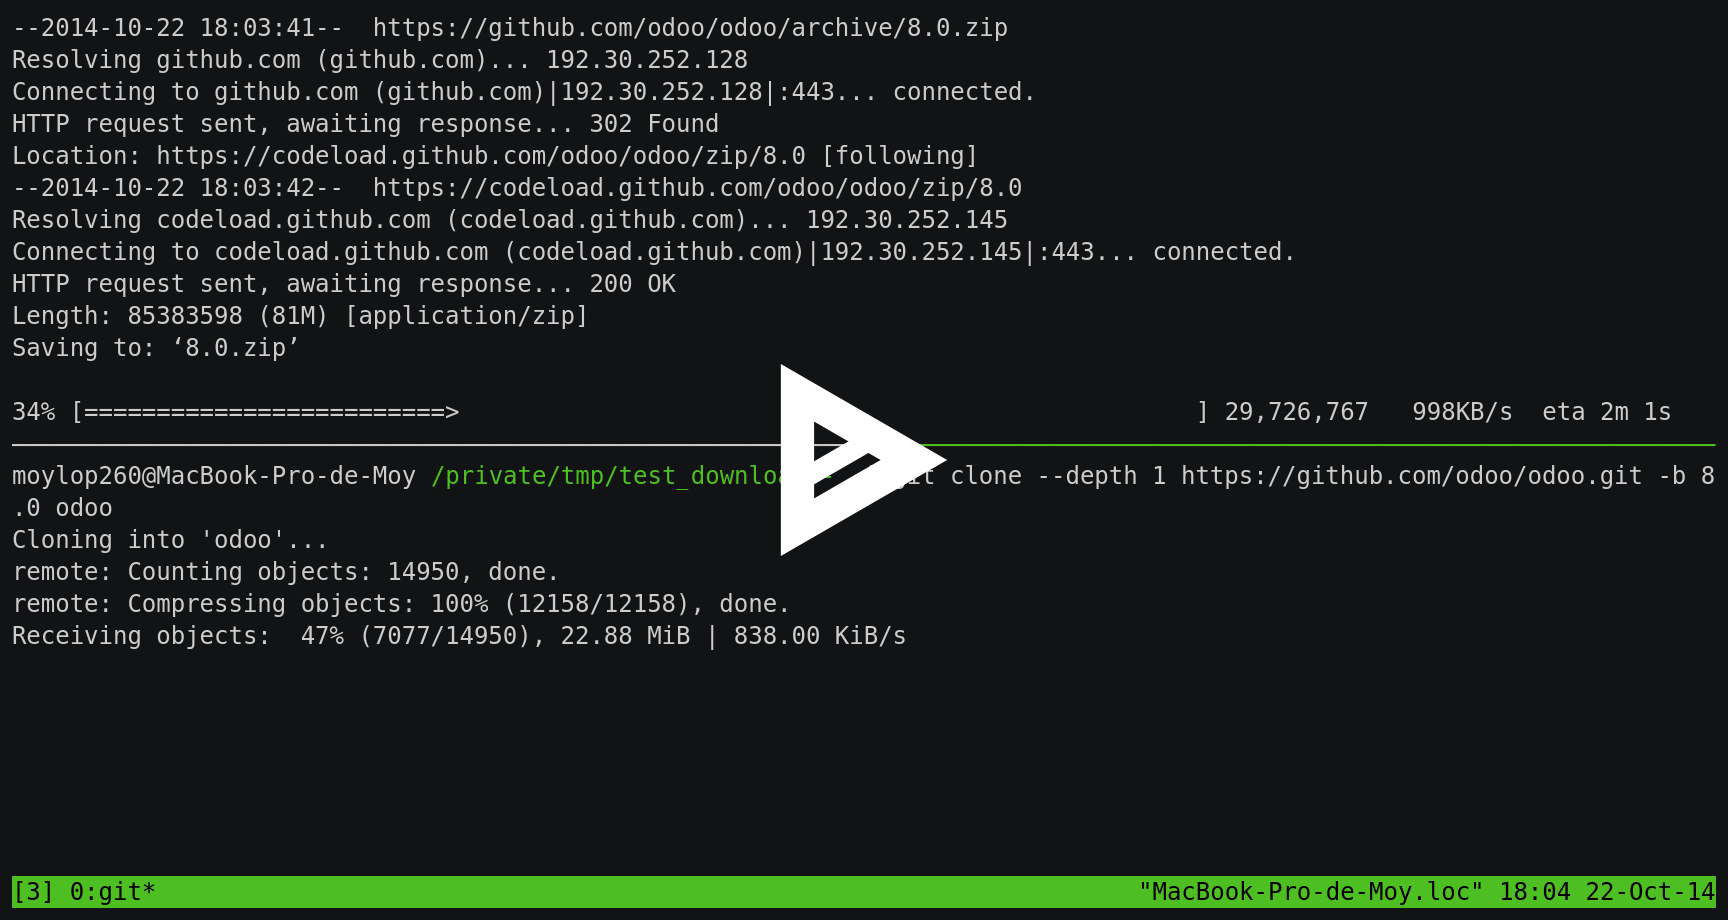 --2014-10-22 18:03:41--  https://github.com/odoo/odoo/archive/8.0.zip
Resolving github.com (github.com)... 192.30.252.128
Connecting to github.com (github.com)|192.30.252.128|:443... connected.
HTTP request sent, awaiting response... 302 Found
Location: https://codeload.github.com/odoo/odoo/zip/8.0 [following]
--2014-10-22 18:03:42--  https://codeload.github.com/odoo/odoo/zip/8.0
Resolving codeload.github.com (codeload.github.com)... 192.30.252.145
Connecting to codeload.github.com (codeload.github.com)|192.30.252.145|:443... connected.
HTTP request sent, awaiting response... 200 OK
Length: 85383598 (81M) [application/zip]
Saving to: ‘8.0.zip’
34% [=========================>                                                   ] 29,726,767   998KB/s  eta 2m 1s
moylop260@MacBook-Pro-de-Moy clone --depth 1 https://github.com/odoo/odoo.git -b 8
.0 odoo
Cloning into 'odoo'...
remote: Counting objects: 14950, done.
remote: Compressing objects: 100% (12158/12158), done.
Receiving objects:  47% (7077/14950), 22.88 MiB | 838.00 KiB/s
[3] 0:git* "MacBook-Pro-de-Moy.loc" 18:04 22-Oct-14